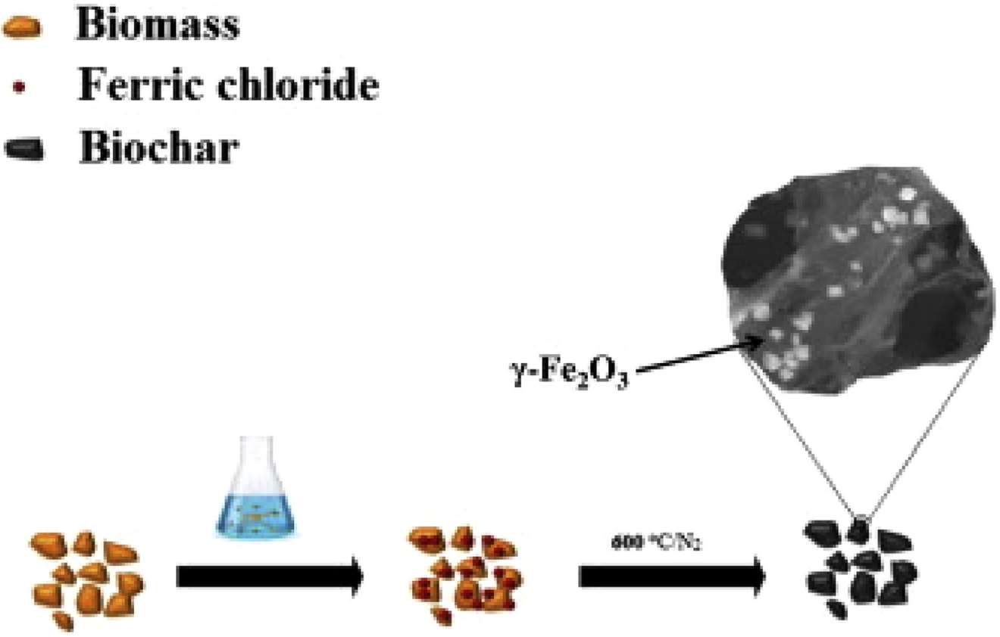 Biomass
Ferric chloride
Biochar
γ-Fe₂O₃
600 °C/N₂